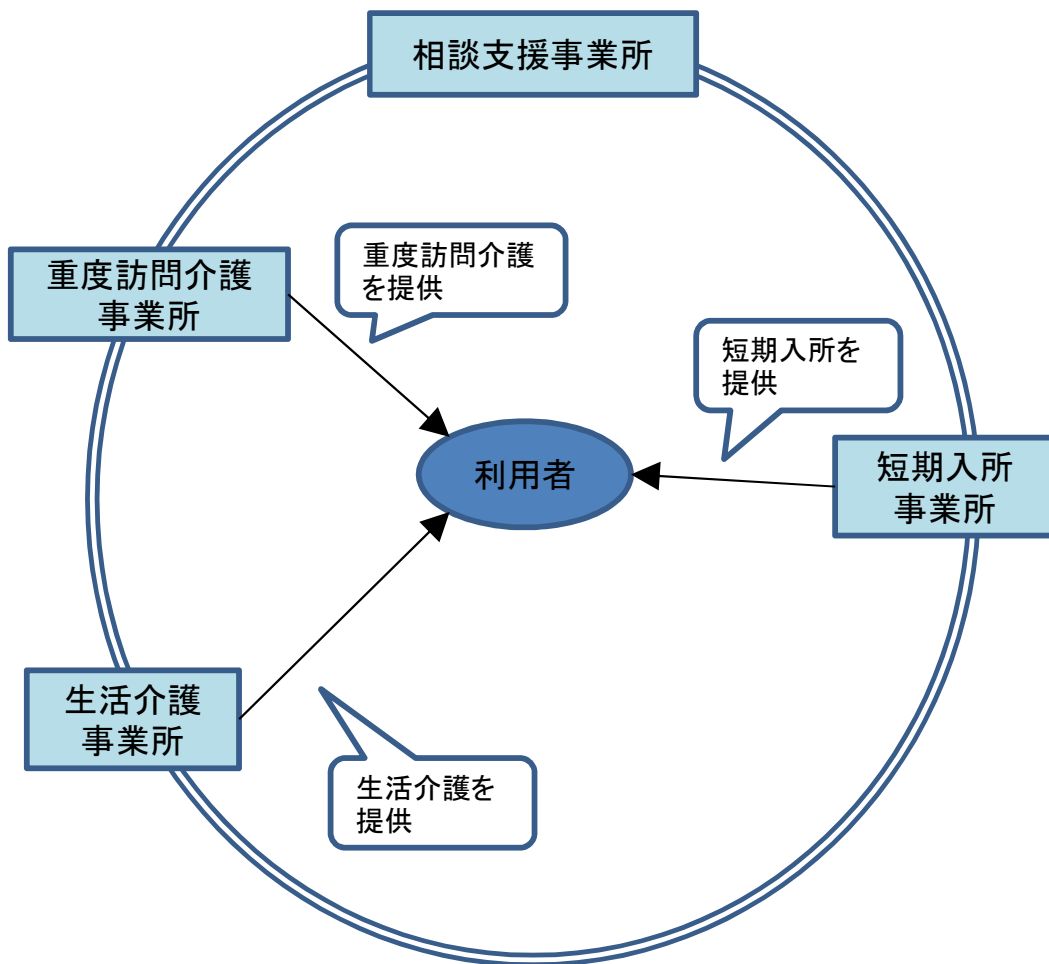 相談支援事業所
重度訪問介護
事業所
重度訪問介護
を提供
短期入所を
提供
利用者
短期入所
事業所
生活介護
事業所
生活介護を
提供